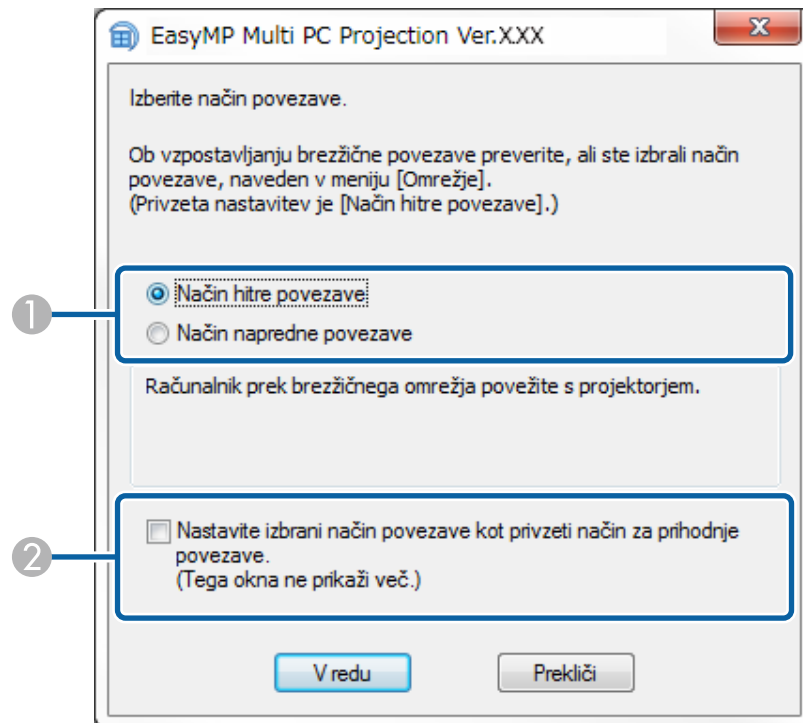 EasyMP Multi PC Projection Ver.X.XX
Izberite način povezave.
Ob vzpostavljanju brezžične povezave preverite, ali ste izbrali način
povezave, naveden v meniju [Omrežje].
(Privzeta nastavitev je [Način hitre povezave].)
1
Način hitre povezave
Način napredne povezave
Računalnik prek brezžičnega omrežja povežite s projektorjem.
2
Nastavite izbrani način povezave kot privzeti način za prihodnje
povezave.
(Tega okna ne prikaži več.)
V redu
Prekliči